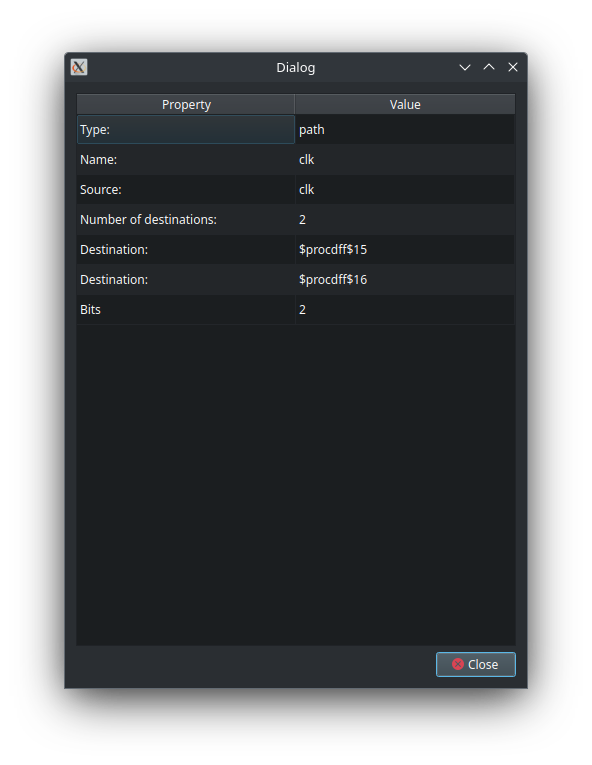 Dialog
Property Value
Type: path
Name: clk
Source: clk
Number of destinations: 2
Destination: $procdff$15
Destination: $procdff$16
Bits 2
Close